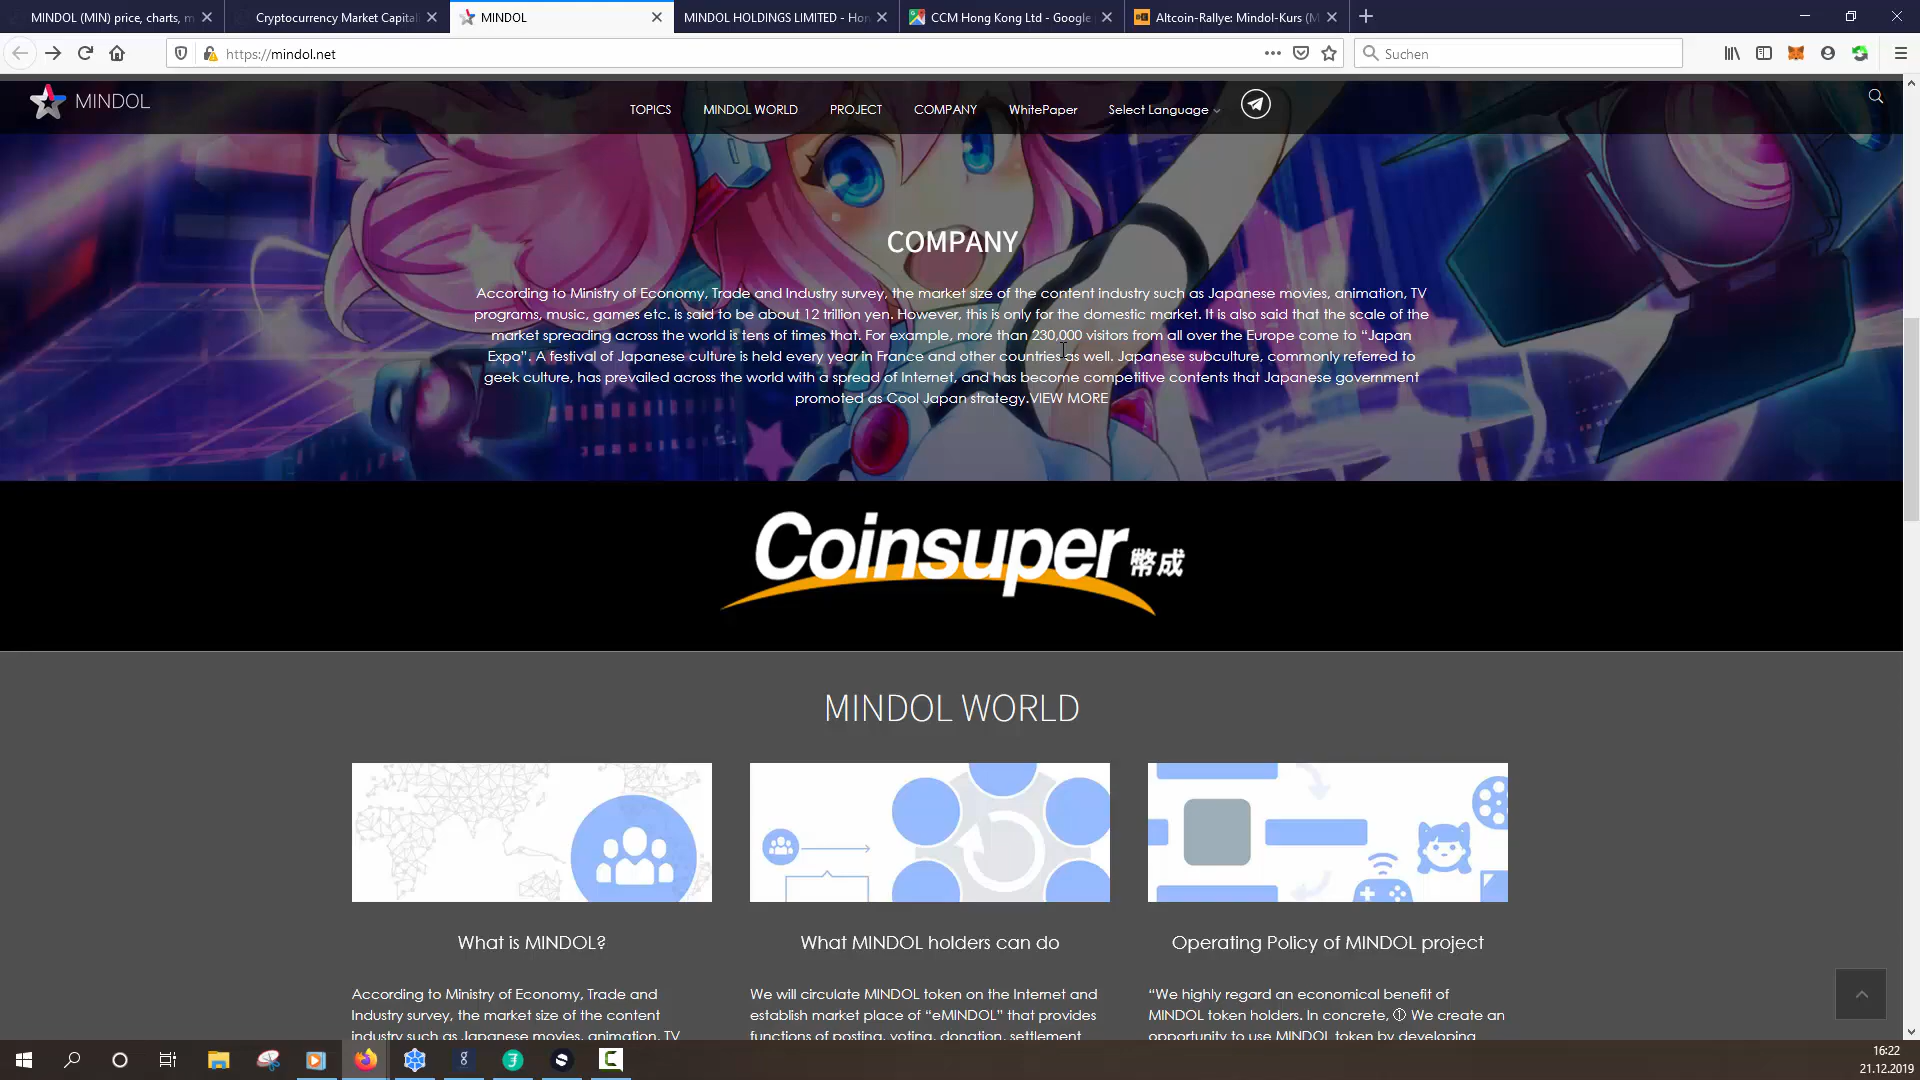 MINDOL (MIN) price, charts, m
Cryptocurrency Market Capital
MINDOL
MINDOL HOLDINGS LIMITED - Hon
CCM Hong Kong Ltd - Google
Altcoin-Rallye: Mindol-Kurs (M
https://mindol.net
Suchen
MINDOL
TOPICS
MINDOL WORLD
PROJECT
COMPANY
WhitePaper
Select Language
COMPANY
According to Ministry of Economy, Trade and Industry survey, the market size of the content industry such as Japanese movies, animation, TV
programs, music, games etc. is said to be about 12 trillion yen. However, this is only for the domestic market. It is also said that the scale of the
market spreading across the world is tens of times that. For example, more than 230,000 visitors from all over the Europe come to “Japan
Expo”. A festival of Japanese culture is held every year in France and other countries as well. Japanese subculture, commonly referred to
geek culture, has prevailed across the world with a spread of Internet, and has become competitive contents that Japanese government
promoted as Cool Japan strategy.VIEW MORE
Coinsuper 幣成
MINDOL WORLD
What is MINDOL?
What MINDOL holders can do
Operating Policy of MINDOL project
According to Ministry of Economy, Trade and
Industry survey, the market size of the content
industry such as Japanese movies, animation, TV
We will circulate MINDOL token on the Internet and
establish market place of “eMINDOL” that provides
functions of posting, voting, donation, settlement
“We highly regard an economical benefit of
MINDOL token holders. In concrete, ① We create an
opportunity to use MINDOL token by developing
16:22
21.12.2019